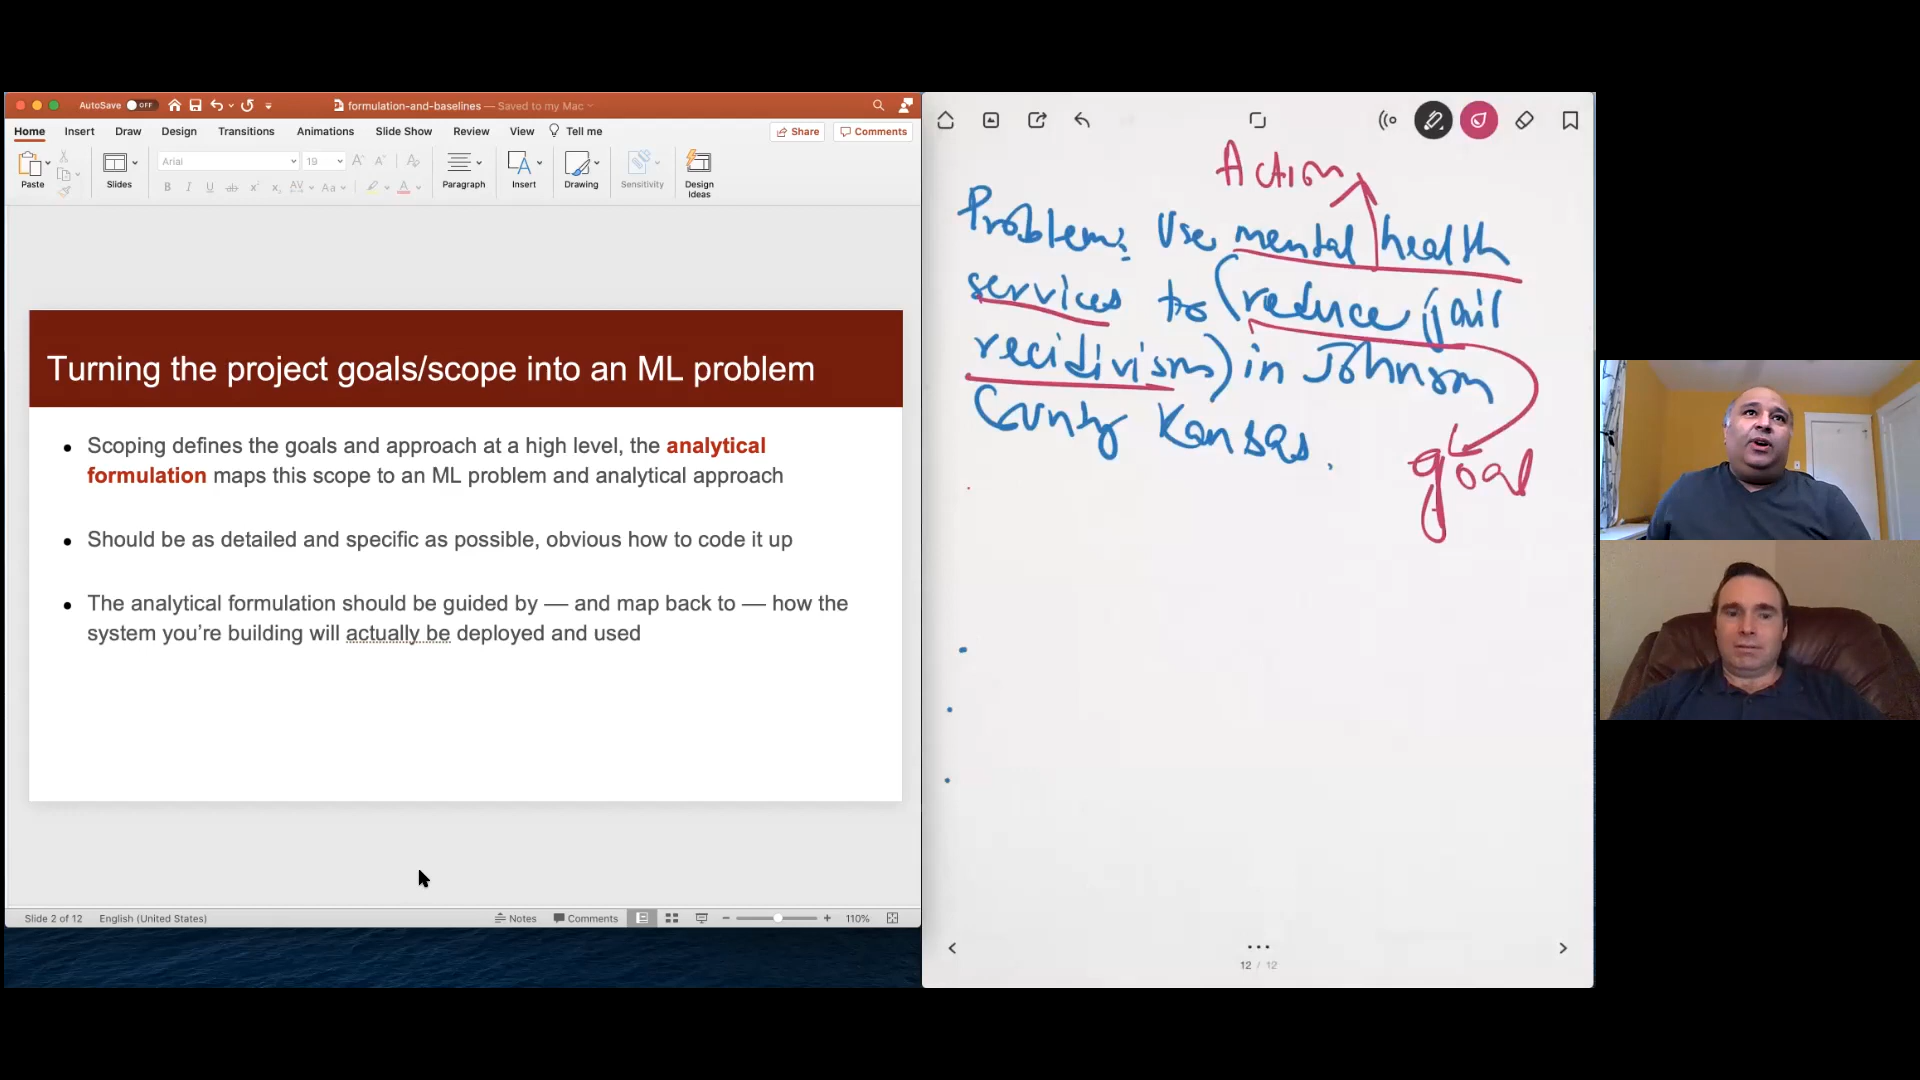 AutoSave OFF
formulation-and-baselines — Saved to my Mac
Home Insert Draw Design Transitions Animations Slide Show Review View Tell me
Share Comments
Arial 19
Paste Slides Paragraph Insert Drawing Sensitivity Design Ideas
Turning the project goals/scope into an ML problem
• Scoping defines the goals and approach at a high level, the analytical
formulation maps this scope to an ML problem and analytical approach
• Should be as detailed and specific as possible, obvious how to code it up
• The analytical formulation should be guided by — and map back to — how the
system you're building will actually be deployed and used
Slide 2 of 12 English (United States) Notes Comments 110%
Action
Problem: Use mental health
services to (reduce jail
recidivism) in Johnson
County Kansas.
goal
12 / 12